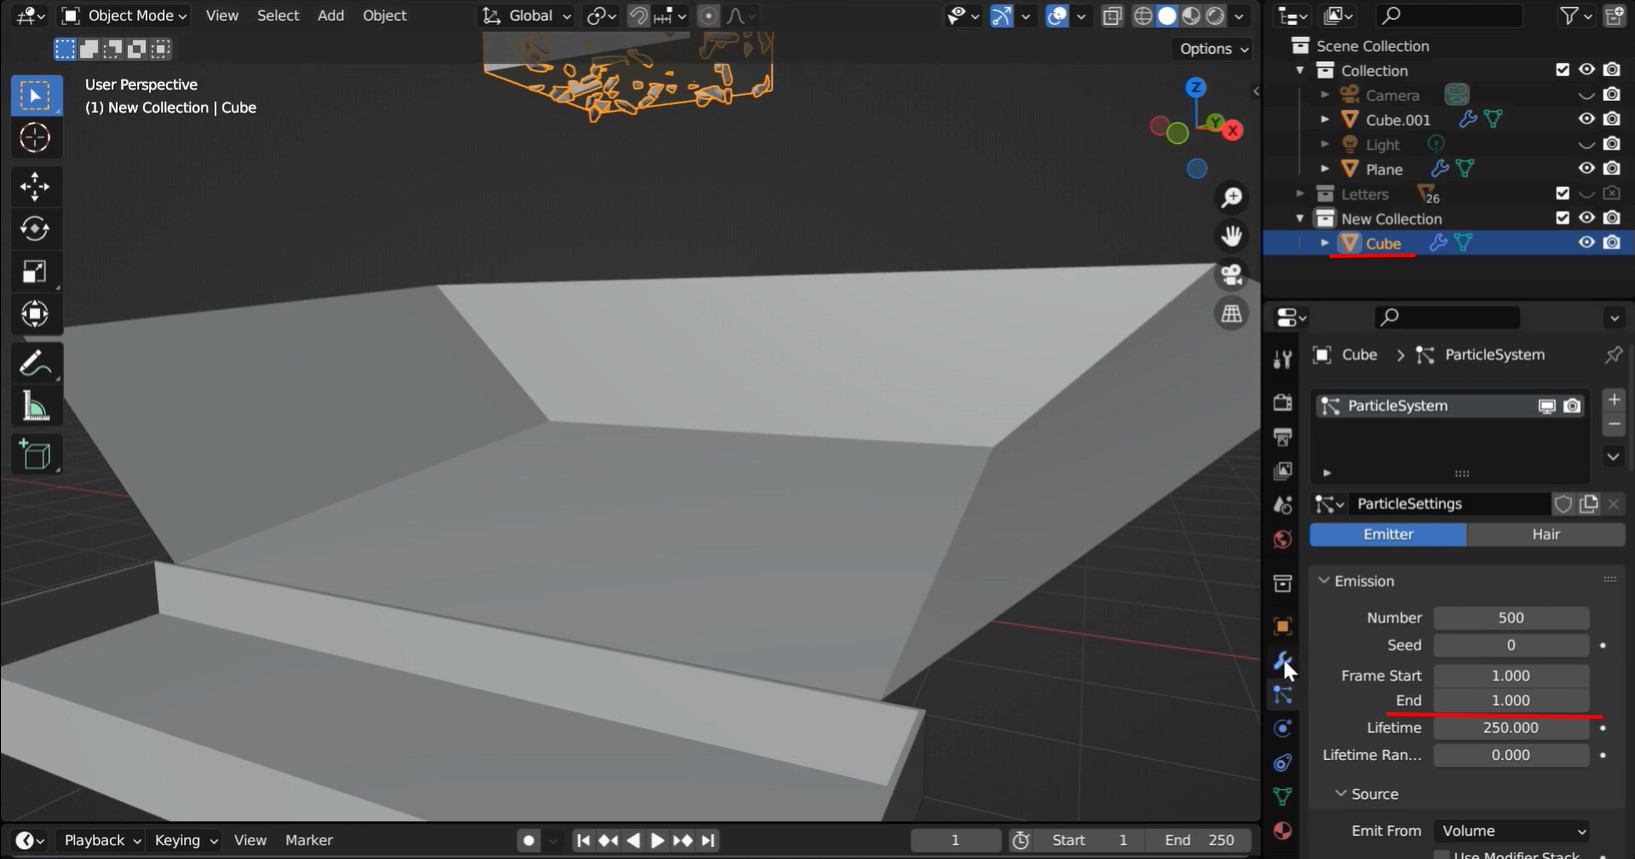 Object Mode View Select Add Object Global
Options
User Perspective
(1) New Collection | Cube
Z
Y
X
Scene Collection
Collection
Camera
Cube.001
Light
Plane
Letters 26
New Collection
Cube
Cube > ParticleSystem
ParticleSystem
ParticleSettings
Emitter Hair
Emission
Number 500
Seed 0
Frame Start 1.000
End 1.000
Lifetime 250.000
Lifetime Ran... 0.000
Source
Emit From Volume
Use Modifier Stack
Playback Keying View Marker 1 Start 1 End 250